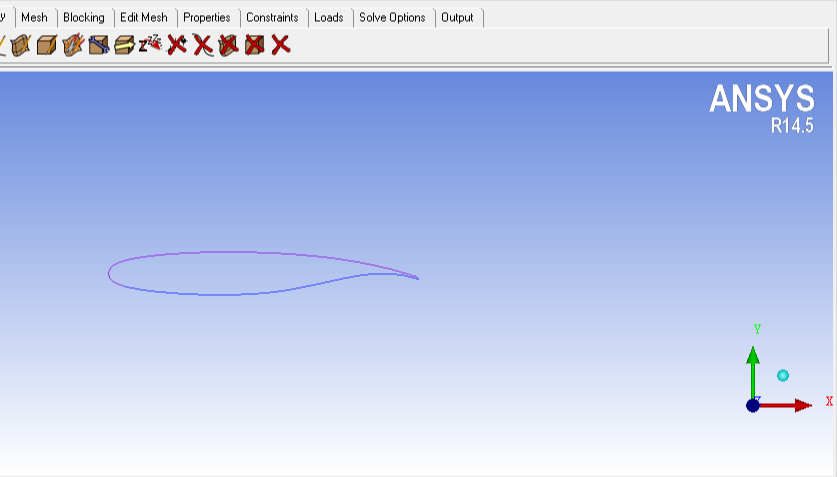 y Mesh Blocking Edit Mesh Properties Constraints Loads Solve Options Output
ANSYS
R14.5
Y
Z X